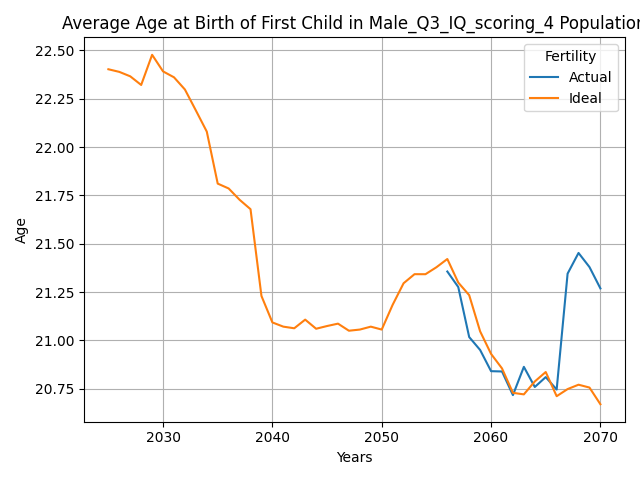 Average Age at Birth of First Child in Male_Q3_IQ_scoring_4 Population
22.50
22.25
22.00
21.75
21.50
21.25
21.00
20.75
Age
Fertility
Actual
Ideal
2030 2040 2050 2060 2070
Years